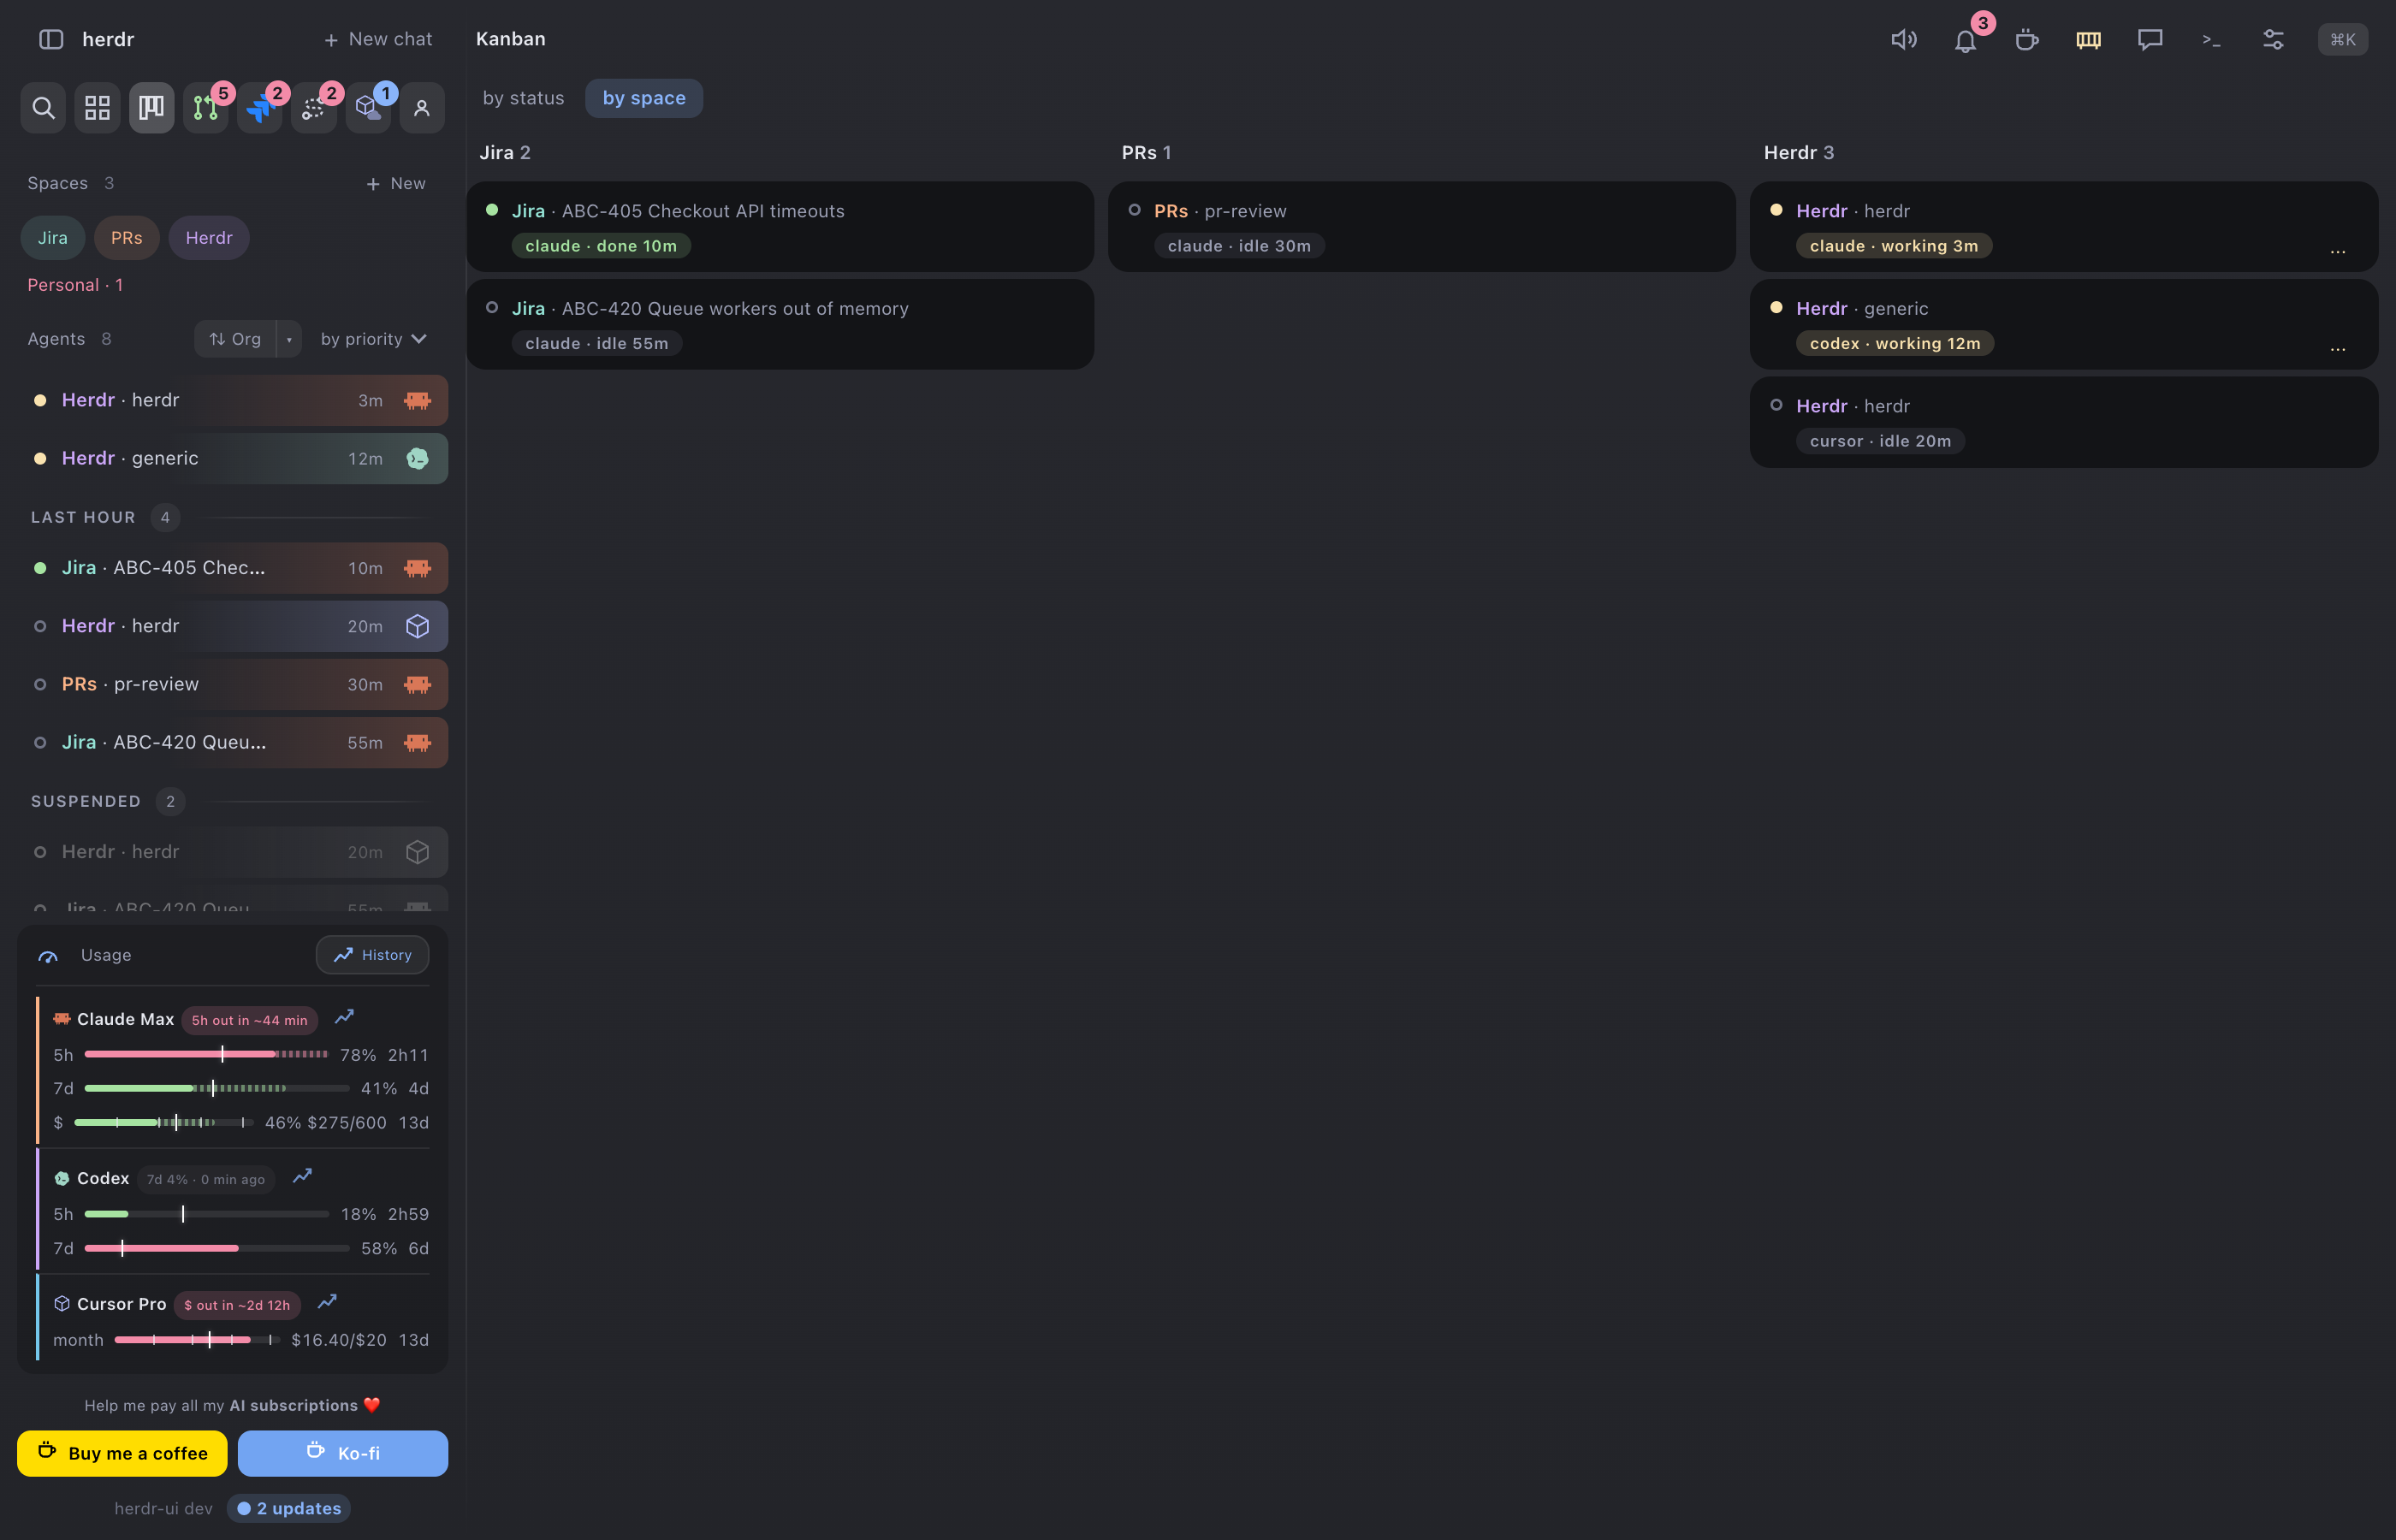 herdr
+ New chat
Kanban
3
⌘K
5
2
2
1
by status
by space
Spaces 3
+ New
Jira
PRs
Herdr
Personal · 1
Agents 8
Org
by priority
Herdr · herdr 3m
Herdr · generic 12m
LAST HOUR 4
Jira · ABC-405 Chec... 10m
Herdr · herdr 20m
PRs · pr-review 30m
Jira · ABC-420 Queu... 55m
SUSPENDED 2
Herdr · herdr 20m
Jira · ABC-420 Queu 55m
Usage
History
Claude Max 5h out in ~44 min
5h 78% 2h11
7d 41% 4d
$ 46% $275/600 13d
Codex 7d 4% · 0 min ago
5h 18% 2h59
7d 58% 6d
Cursor Pro $ out in ~2d 12h
month $16.40/$20 13d
Help me pay all my AI subscriptions ❤️
Buy me a coffee
Ko-fi
herdr-ui dev
2 updates
Jira 2
Jira · ABC-405 Checkout API timeouts
claude · done 10m
Jira · ABC-420 Queue workers out of memory
claude · idle 55m
PRs 1
PRs · pr-review
claude · idle 30m
Herdr 3
Herdr · herdr
claude · working 3m
...
Herdr · generic
codex · working 12m
...
Herdr · herdr
cursor · idle 20m